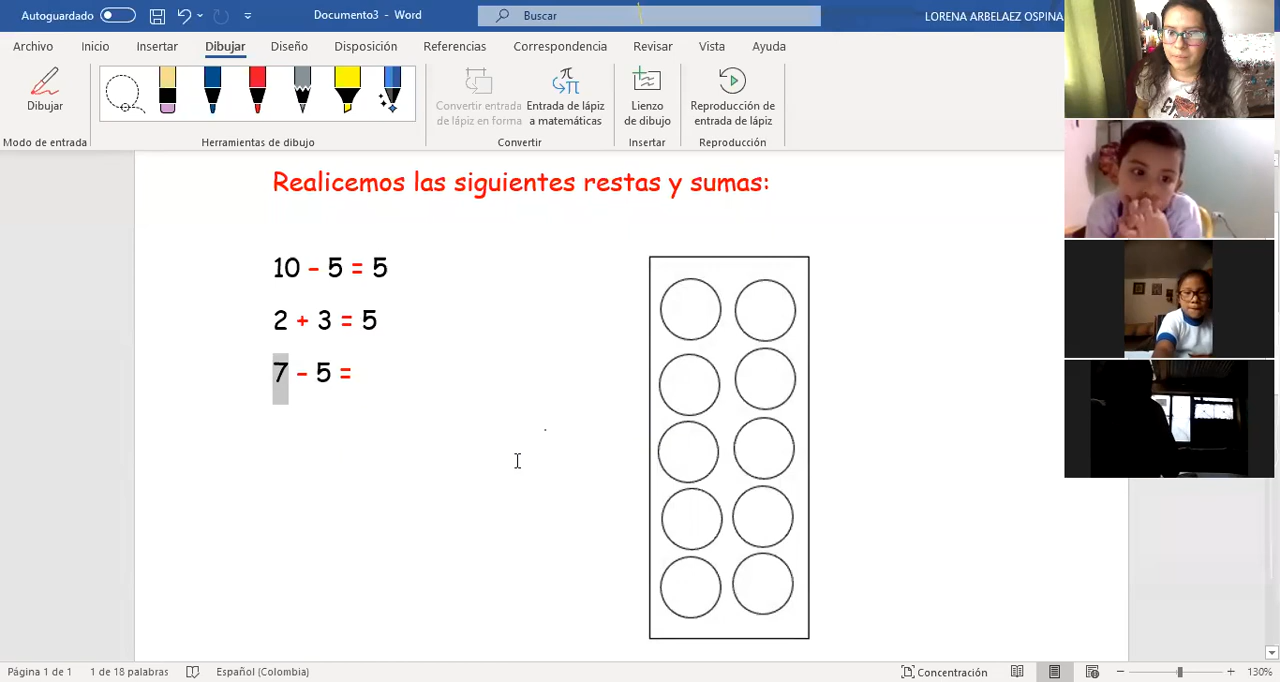 Autoguardado
Documento3 - Word
Buscar
LORENA ARBELAEZ OSPINA
Archivo Inicio Insertar Dibujar Diseño Disposición Referencias Correspondencia Revisar Vista Ayuda
Dibujar
Convertir entrada de lápiz en forma
Entrada de lápiz a matemáticas
Lienzo de dibujo
Reproducción de entrada de lápiz
Modo de entrada
Herramientas de dibujo
Convertir
Insertar
Reproducción
Realicemos las siguientes restas y sumas:
10 - 5 = 5
2 + 3 = 5
7 - 5 =
Página 1 de 1 1 de 18 palabras Español (Colombia) Concentración 130%